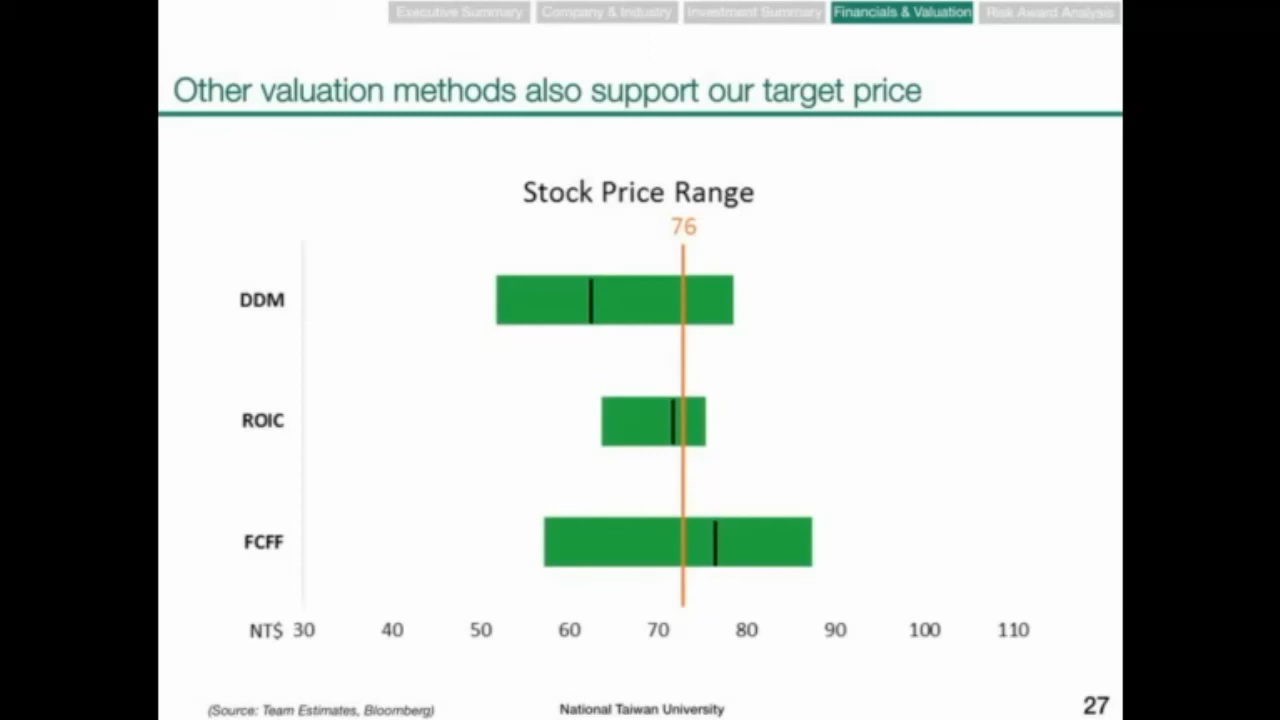 Executive Summary Company & Industry Investment Summary Financials & Valuation Risk Award Analysis
Other valuation methods also support our target price
Stock Price Range
76
DDM
ROIC
FCFF
NT$ 30 40 50 60 70 80 90 100 110
(Source: Team Estimates, Bloomberg) National Taiwan University 27